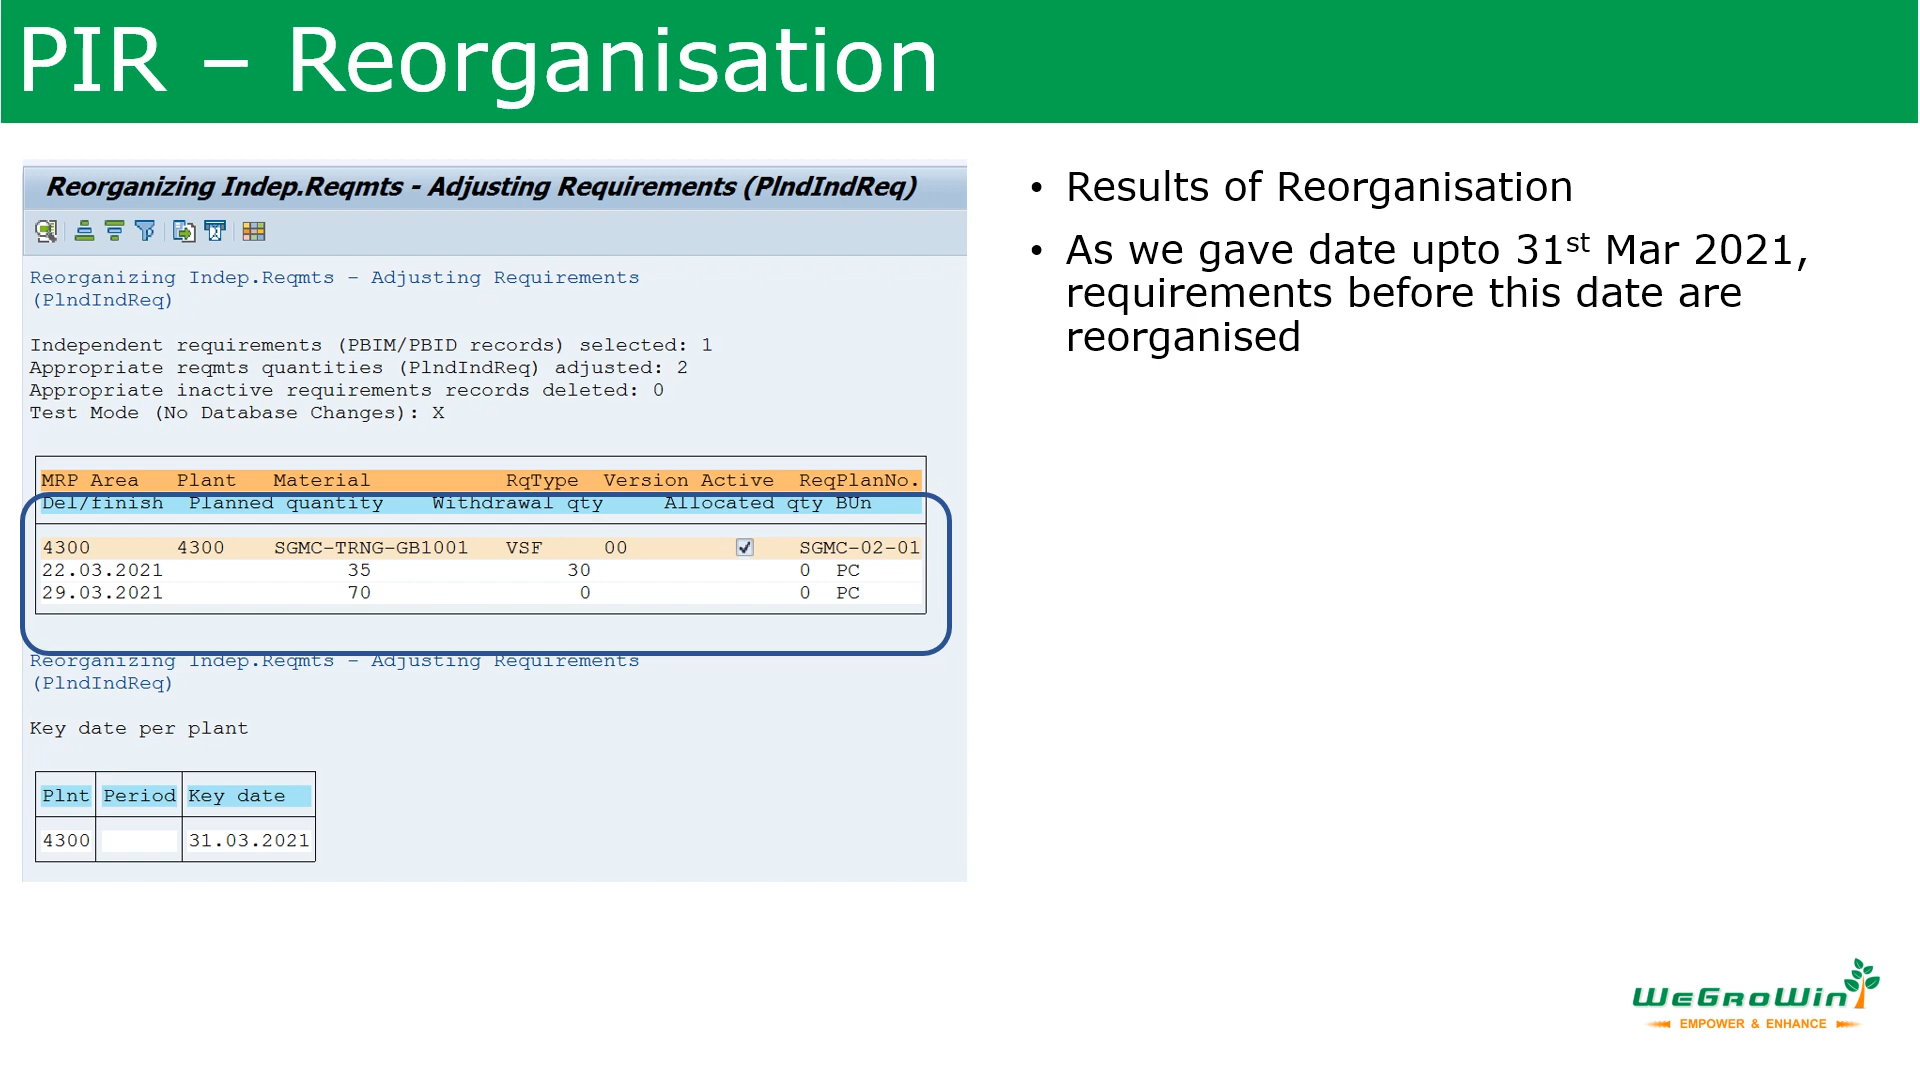 PIR – Reorganisation
Reorganizing Indep.Reqmts - Adjusting Requirements (PlndIndReq)
Reorganizing Indep.Reqmts - Adjusting Requirements
(PlndIndReq)
Independent requirements (PBIM/PBID records) selected: 1
Appropriate reqmts quantities (PlndIndReq) adjusted: 2
Appropriate inactive requirements records deleted: 0
Test Mode (No Database Changes): X
MRP Area Plant Material RqType Version Active ReqPlanNo.
Del/finish Planned quantity Withdrawal qty Allocated qty BUn
4300 4300 SGMC-TRNG-GB1001 VSF 00 SGMC-02-01
22.03.2021 35 30 0 PC
29.03.2021 70 0 0 PC
Reorganizing Indep.Reqmts - Adjusting Requirements
(PlndIndReq)
Key date per plant
Plnt Period Key date
4300 31.03.2021
• Results of Reorganisation
• As we gave date upto 31st Mar 2021,
requirements before this date are
reorganised
WeGroWin
EMPOWER & ENHANCE